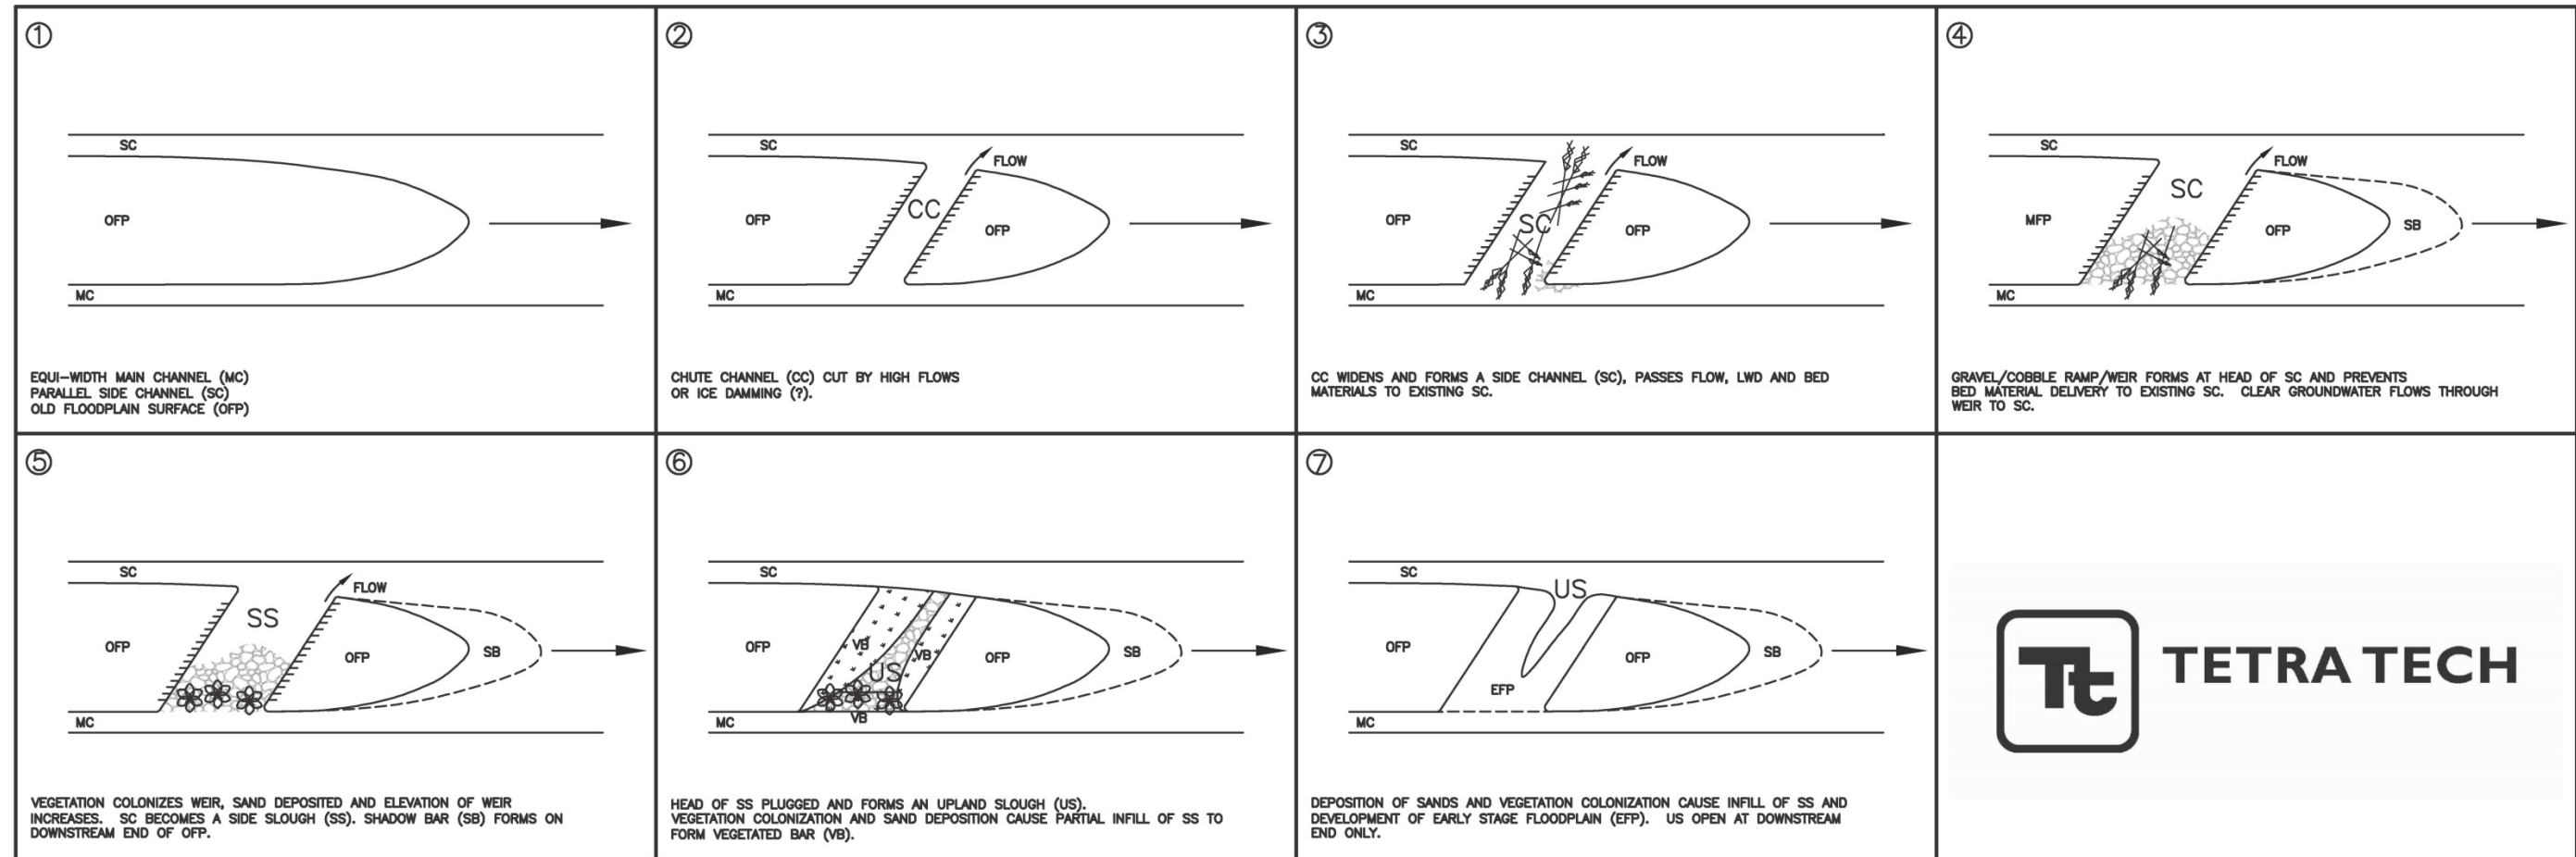 ①
SC
OFP
MC
EQUI-WIDTH MAIN CHANNEL (MC)
PARALLEL SIDE CHANNEL (SC)
OLD FLOODPLAIN SURFACE (OFP)
②
SC
FLOW
CC
OFP
OFP
MC
CHUTE CHANNEL (CC) CUT BY HIGH FLOWS
OR ICE DAMMING (?).
③
SC
FLOW
OFP
SC
OFP
MC
CC WIDENS AND FORMS A SIDE CHANNEL (SC), PASSES FLOW, LWD AND BED
MATERIALS TO EXISTING SC.
④
SC
FLOW
SC
MFP
OFP
SB
MC
GRAVEL/COBBLE RAMP/WEIR FORMS AT HEAD OF SC AND PREVENTS
BED MATERIAL DELIVERY TO EXISTING SC. CLEAR GROUNDWATER FLOWS THROUGH
WEIR TO SC.
⑤
SC
FLOW
SS
OFP
OFP
SB
MC
VEGETATION COLONIZES WEIR, SAND DEPOSITED AND ELEVATION OF WEIR
INCREASES. SC BECOMES A SIDE SLOUGH (SS). SHADOW BAR (SB) FORMS ON
DOWNSTREAM END OF OFP.
⑥
SC
OFP
VB
VB
OFP
SB
US
VB
MC
HEAD OF SS PLUGGED AND FORMS AN UPLAND SLOUGH (US).
VEGETATION COLONIZATION AND SAND DEPOSITION CAUSE PARTIAL INFILL OF SS TO
FORM VEGETATED BAR (VB).
⑦
SC
US
OFP
OFP
SB
EFP
MC
DEPOSITION OF SANDS AND VEGETATION COLONIZATION CAUSE INFILL OF SS AND
DEVELOPMENT OF EARLY STAGE FLOODPLAIN (EFP). US OPEN AT DOWNSTREAM
END ONLY.
Tt
TETRA TECH